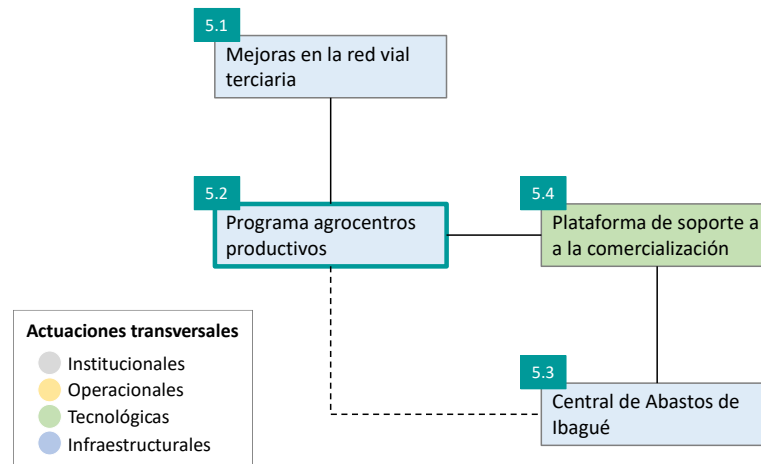 5.1
Mejoras en la red vial
terciaria
5.2
Programa agrocentros
productivos
5.4
Plataforma de soporte a
a la comercialización
5.3
Central de Abastos de
Ibagué
Actuaciones transversales
Institucionales
Operacionales
Tecnológicas
Infraestructurales